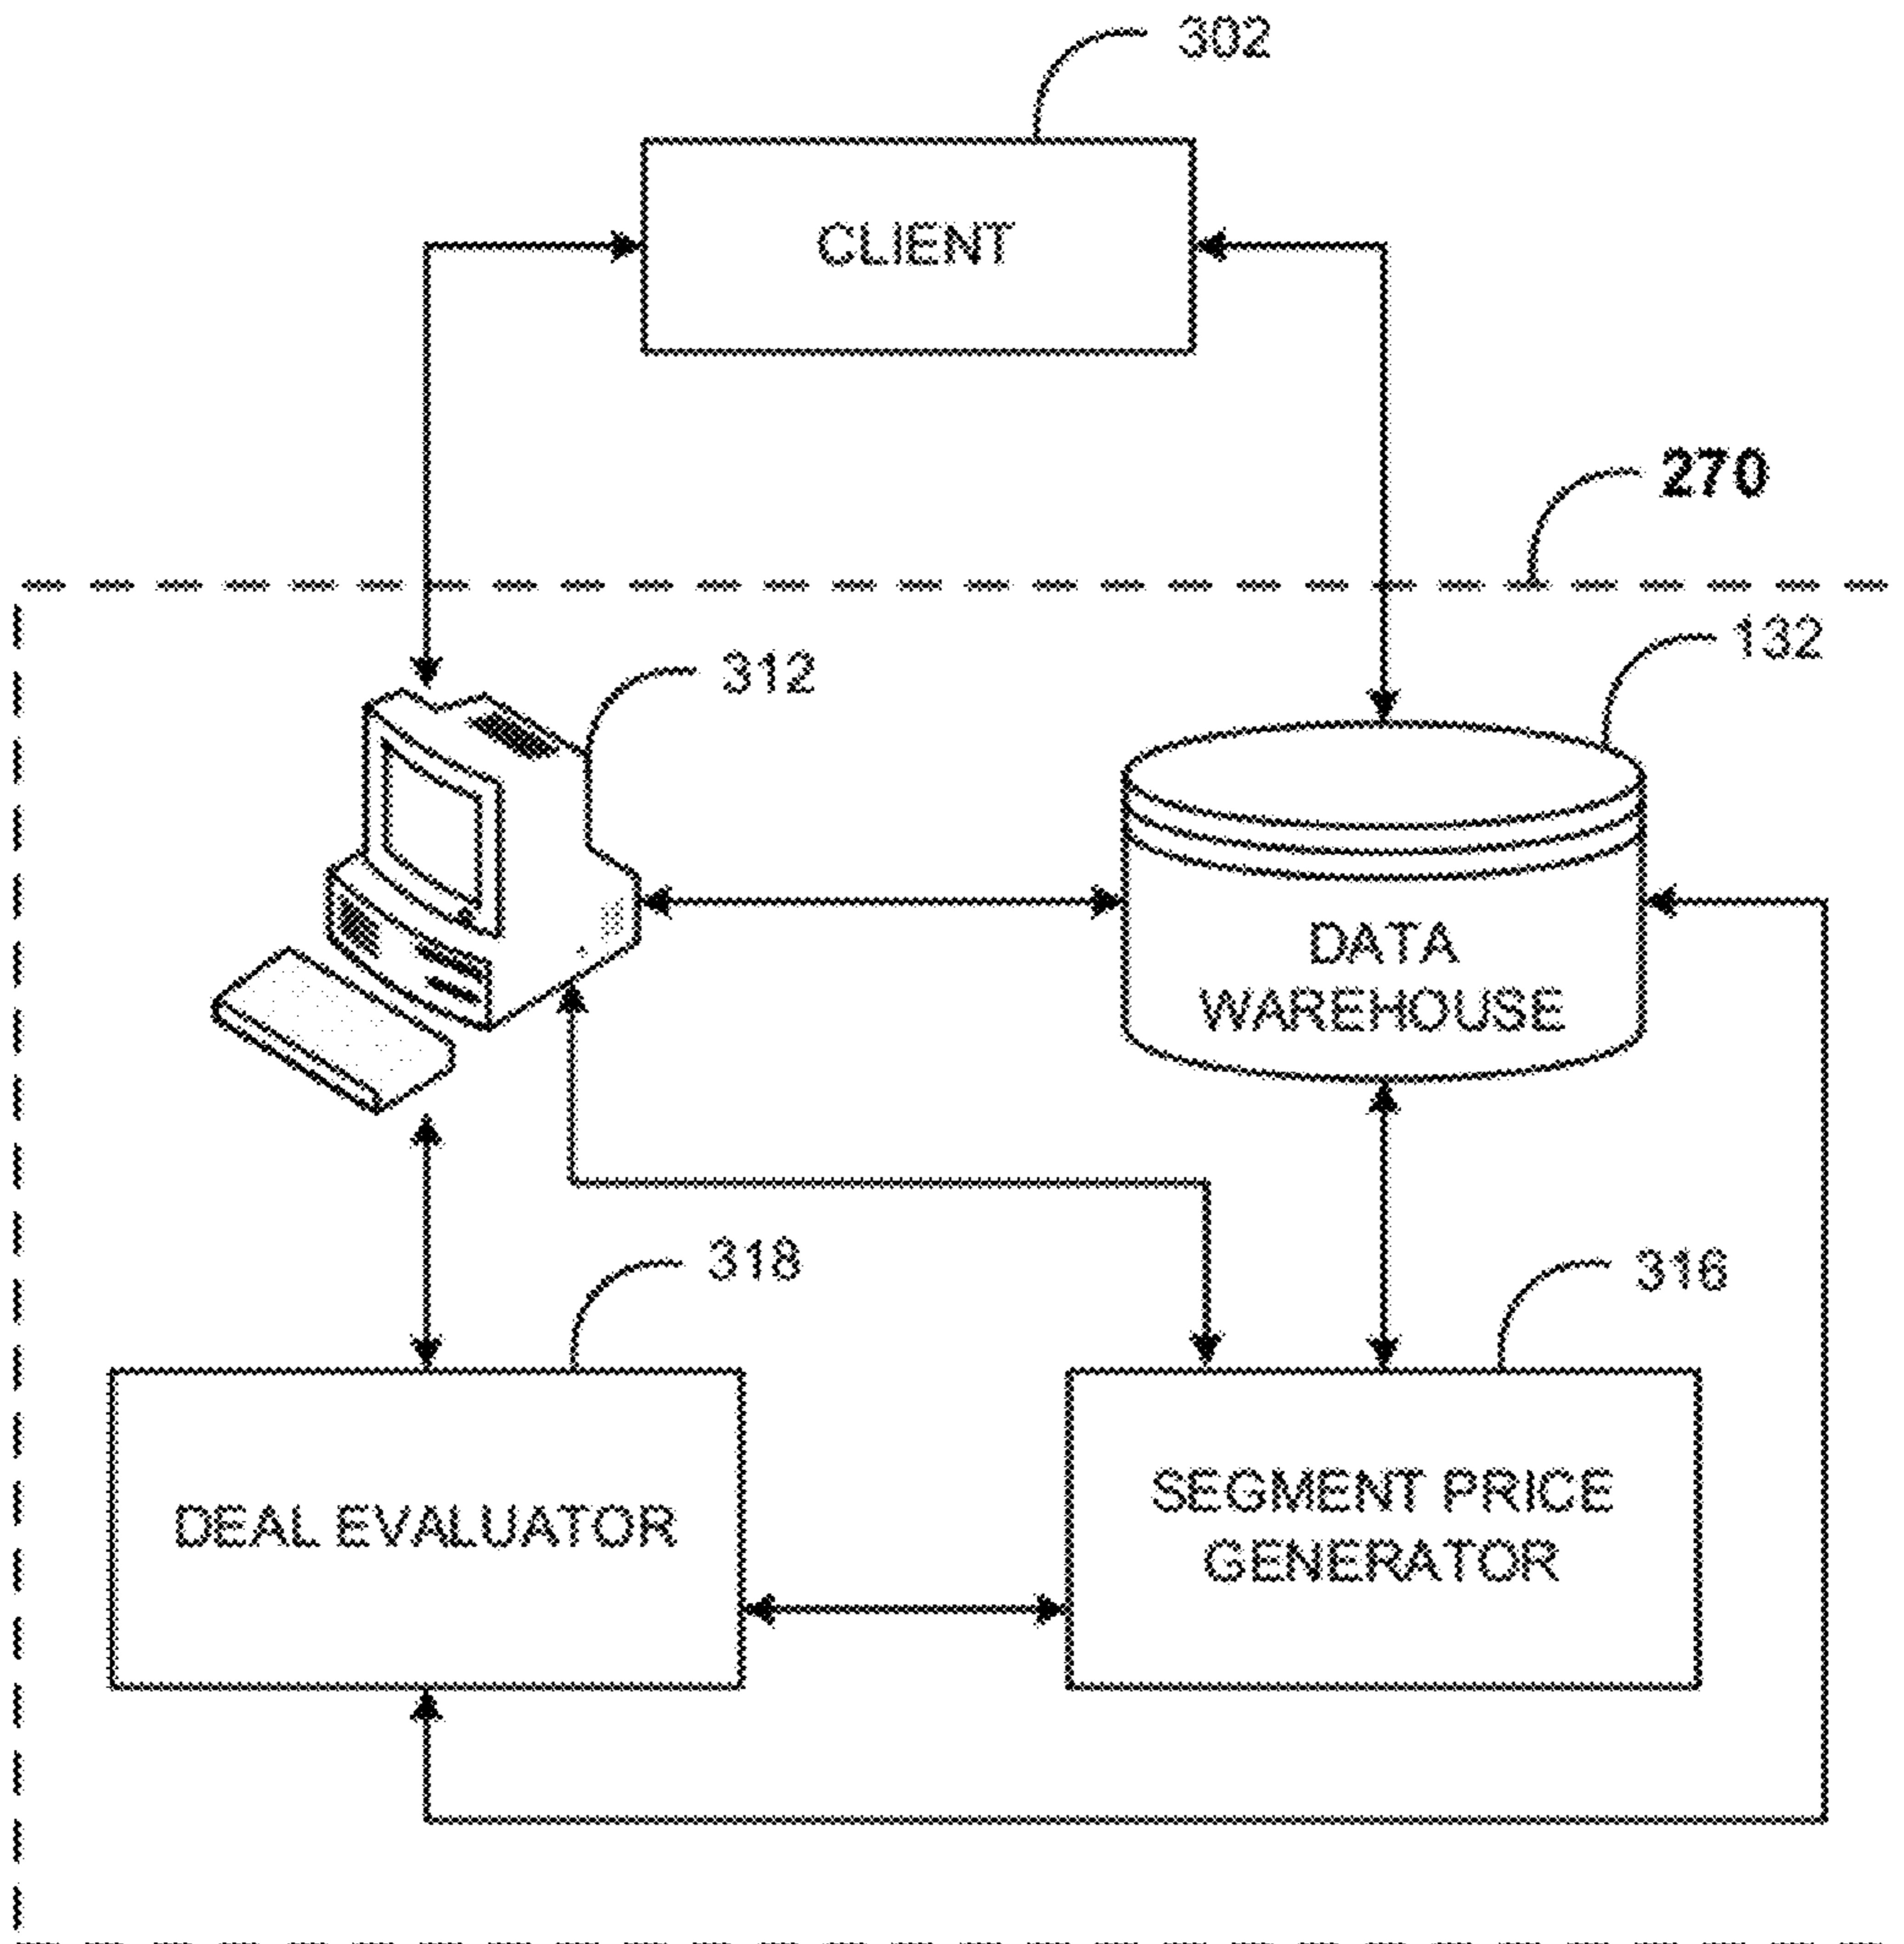 302
CLIENT
270
132
312
DATA
WAREHOUSE
318
316
DEAL EVALUATOR
SEGMENT PRICE
GENERATOR